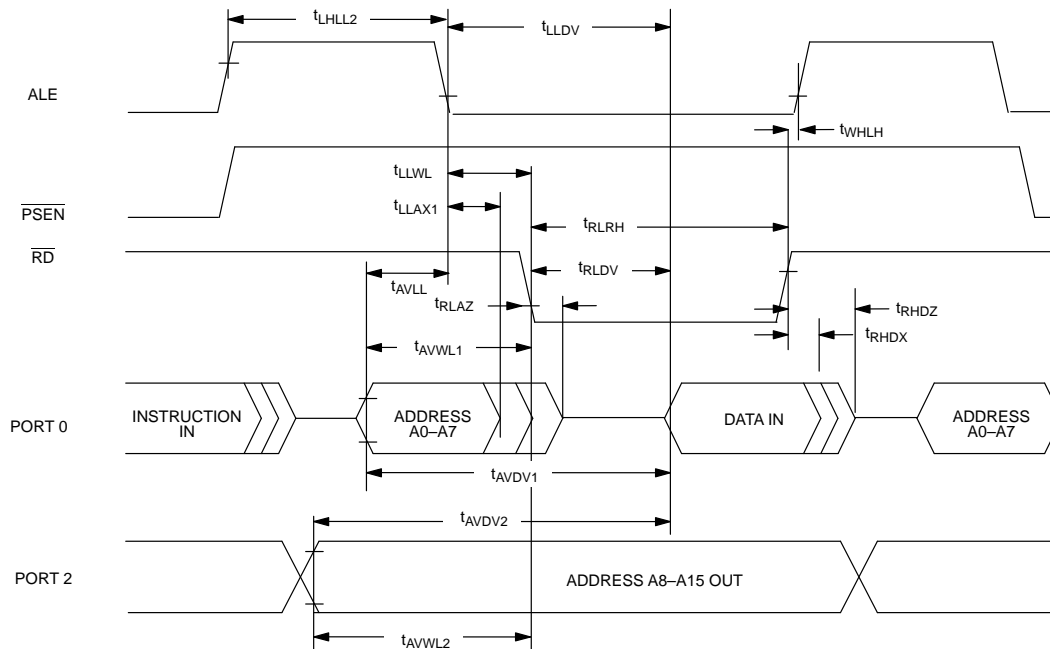 tLHLL2
tLLDV
ALE
tWHLH
tLLWL
PSEN
tLLAX1
tRLRH
RD
tRLDV
tAVLL
tRLAZ
tRHDZ
tRHDX
tAVWL1
PORT 0
INSTRUCTION
IN
ADDRESS
A0–A7
DATA IN
ADDRESS
A0–A7
tAVDV1
tAVDV2
PORT 2
ADDRESS A8–A15 OUT
tAVWL2